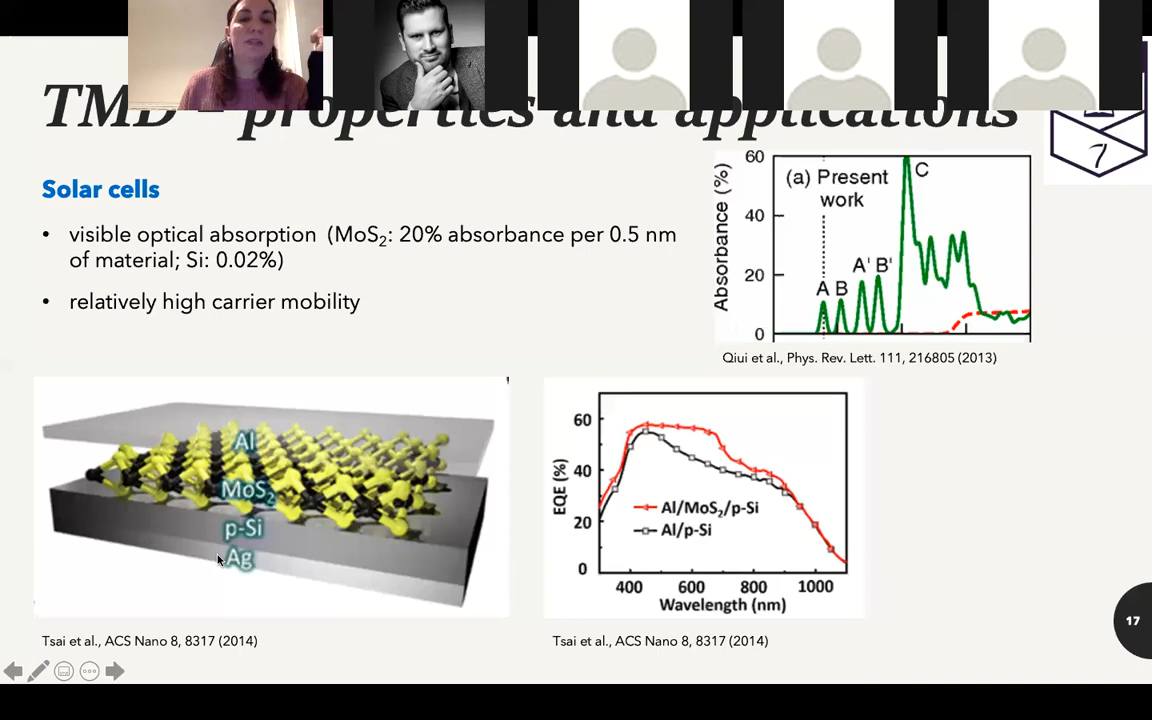 TMD – properties and applications
7
Solar cells
• visible optical absorption (MoS₂: 20% absorbance per 0.5 nm
of material; Si: 0.02%)
• relatively high carrier mobility
Absorbance (%)
60
40
20
0
(a) Present
work
C
A B
A' B'
Qiui et al., Phys. Rev. Lett. 111, 216805 (2013)
Al
MoS₂
p-Si
Ag
Tsai et al., ACS Nano 8, 8317 (2014)
EQE (%)
60
40
20
0
Al/MoS₂/p-Si
Al/p-Si
400 600 800 1000
Wavelength (nm)
Tsai et al., ACS Nano 8, 8317 (2014)
17